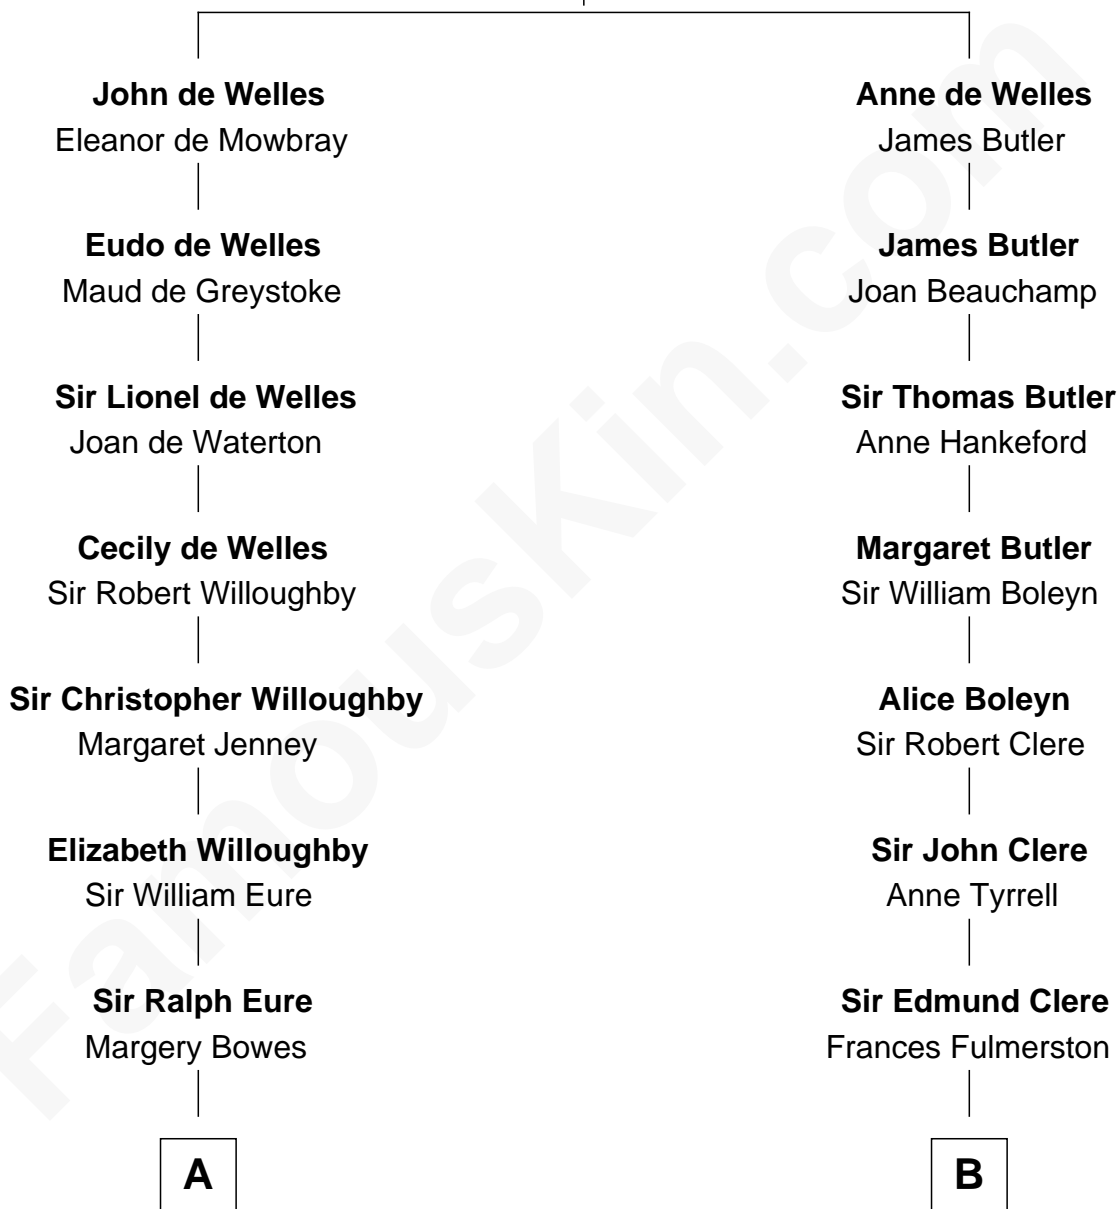 John de Welles
Eleanor de Mowbray
Eudo de Welles
Maud de Greystoke
Sir Lionel de Welles
Joan de Waterton
Cecily de Welles
Sir Robert Willoughby
Sir Christopher Willoughby
Margaret Jenney
Elizabeth Willoughby
Sir William Eure
Sir Ralph Eure
Margery Bowes
A
Anne de Welles
James Butler
James Butler
Joan Beauchamp
Sir Thomas Butler
Anne Hankeford
Margaret Butler
Sir William Boleyn
Alice Boleyn
Sir Robert Clere
Sir John Clere
Anne Tyrrell
Sir Edmund Clere
Frances Fulmerston
B
FamousKin.com